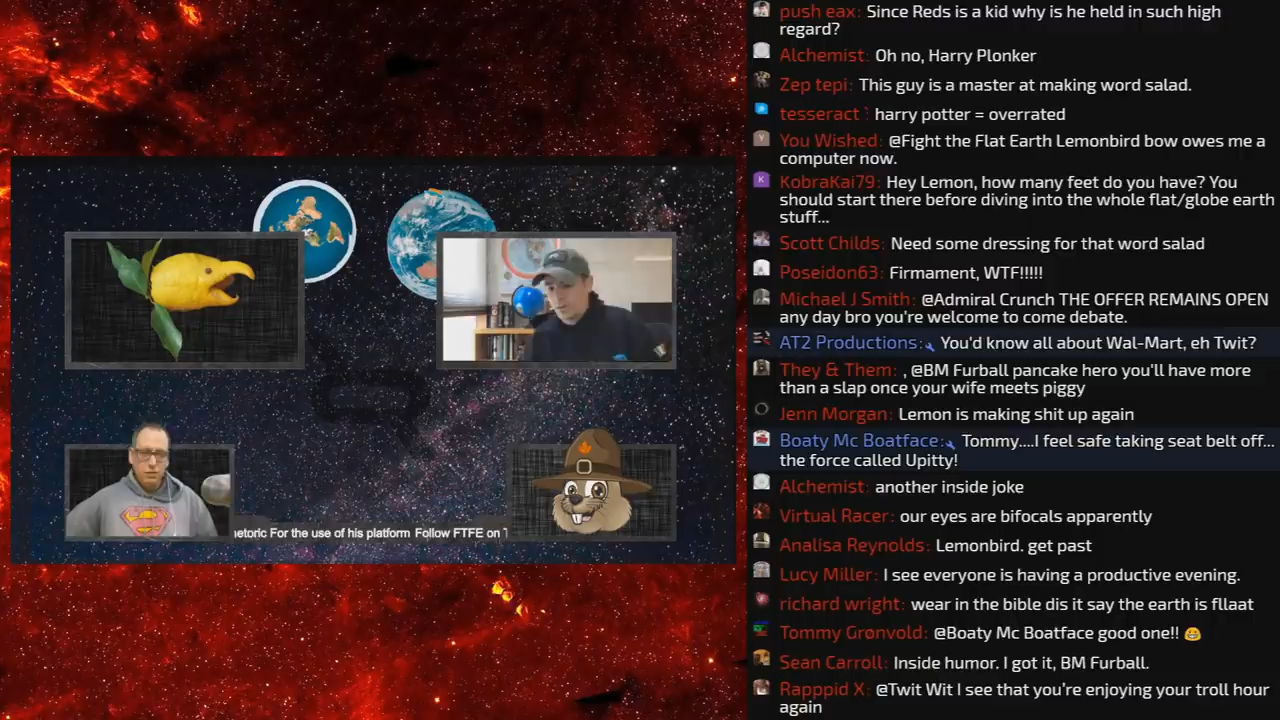 push eax: Since Reds is a kid why is he held in such high
regard?
Alchemist: Oh no, Harry Plonker
Zep tepi: This guy is a master at making word salad.
tesseract : harry potter = overrated
You Wished: @Fight the Flat Earth Lemonbird bow owes me a
computer now.
K KobraKai79: Hey Lemon, how many feet do you have? You
should start there before diving into the whole flat/globe earth
stuff...
Scott Childs: Need some dressing for that word salad
Poseidon63: Firmament, WTF!!!!!
Michael J Smith: @Admiral Crunch THE OFFER REMAINS OPEN
any day bro you're welcome to come debate.
AT2 Productions: You'd know all about Wal-Mart, eh Twit?
They & Them: , @BM Furball pancake hero you'll have more
than a slap once your wife meets piggy
Jenn Morgan: Lemon is making shit up again
Boaty Mc Boatface: Tommy....I feel safe taking seat belt off...
the force called Upitty!
Alchemist: another inside joke
Virtual Racer: our eyes are bifocals apparently
Analisa Reynolds: Lemonbird. get past
Lucy Miller: I see everyone is having a productive evening.
richard wright: wear in the bible dis it say the earth is fllaat
Tommy Grønvold: @Boaty Mc Boatface good one!! 😁
Sean Carroll: Inside humor. I got it, BM Furball.
Rapppid X: @Twit Wit I see that you're enjoying your troll hour
again
etoric For the use of his platform Follow FTFE on